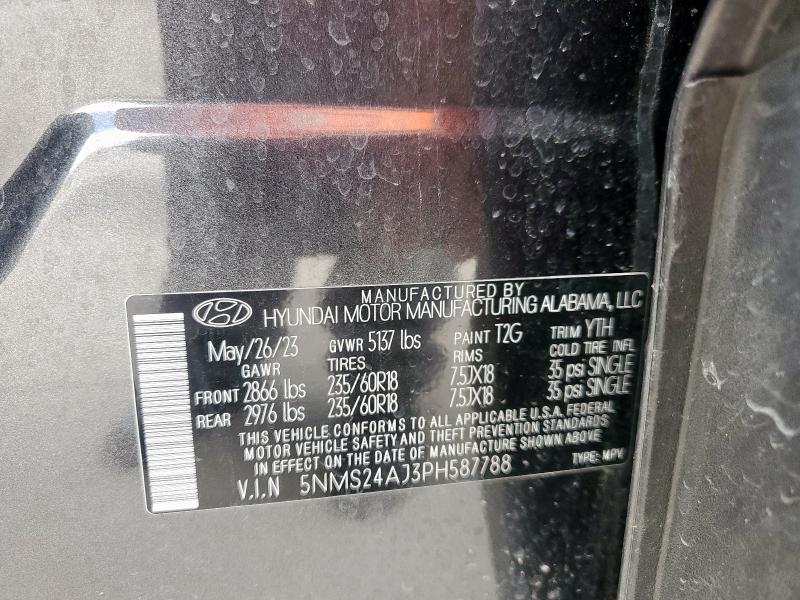 MANUFACTURED BY
HYUNDAI MOTOR MANUFACTURING ALABAMA, LLC
May/26/23 GVWR 5137 lbs PAINT T2G TRIM YTH
GAWR TIRES RIMS COLD TIRE INFL
FRONT 2866 lbs 235/60R18 7.5JX18 35 psi SINGLE
REAR 2976 lbs 235/60R18 7.5JX18 35 psi SINGLE
THIS VEHICLE CONFORMS TO ALL APPLICABLE U.S.A. FEDERAL
MOTOR VEHICLE SAFETY AND THEFT PREVENTION STANDARDS
IN EFFECT ON THE DATE OF MANUFACTURE SHOWN ABOVE
V.I.N 5NMS24AJ3PH587788 TYPE: MPV